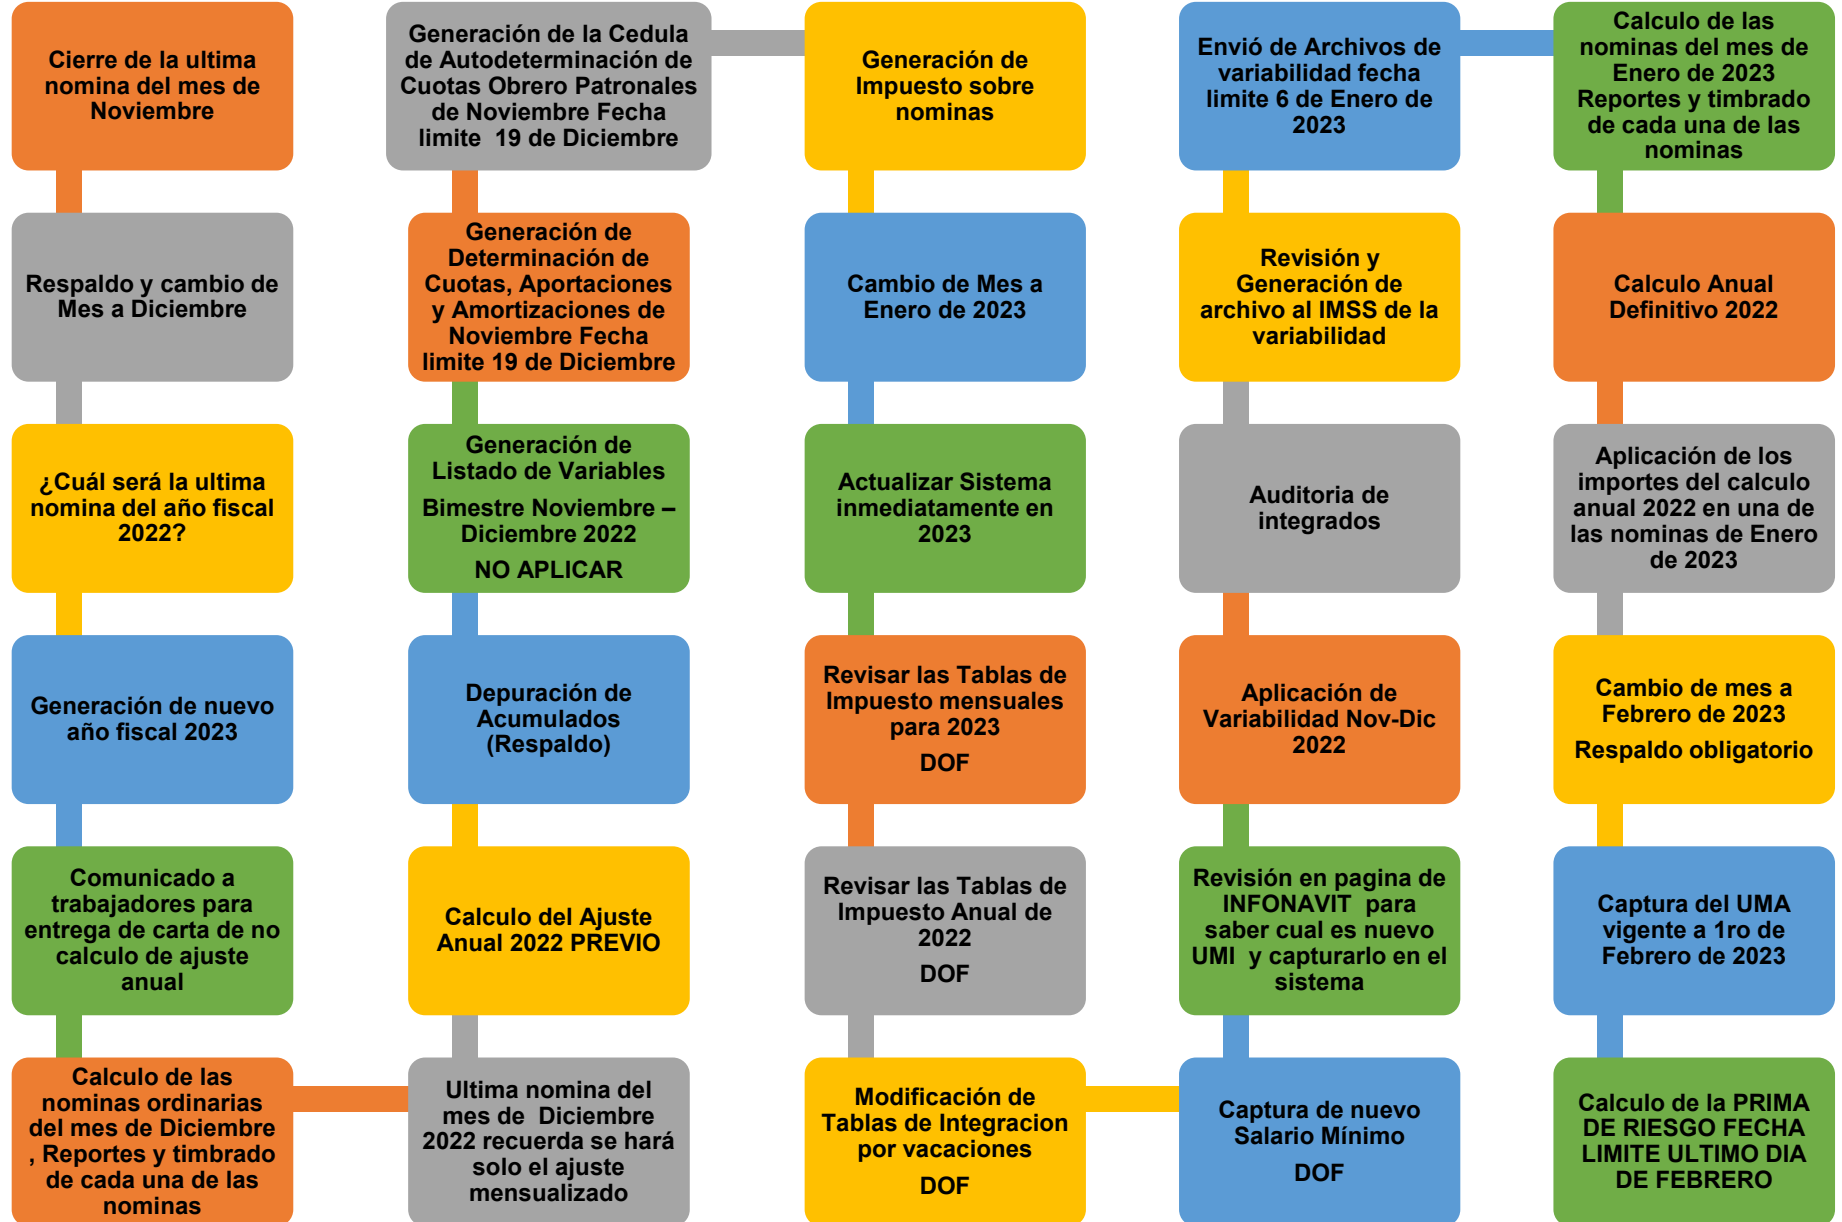 Cierre de la ultima
nomina del mes de
Noviembre
Respaldo y cambio de
Mes a Diciembre
¿Cuál será la ultima
nomina del año fiscal
2022?
Generación de nuevo
año fiscal 2023
Comunicado a
trabajadores para
entrega de carta de no
calculo de ajuste
anual
Calculo de las
nominas ordinarias
del mes de Diciembre
, Reportes y timbrado
de cada una de las
nominas
Ultima nomina del
mes de Diciembre
2022 recuerda se hará
solo el ajuste
mensualizado
Calculo del Ajuste
Anual 2022 PREVIO
Depuración de
Acumulados
(Respaldo)
Generación de
Listado de Variables
Bimestre Noviembre –
Diciembre 2022
NO APLICAR
Generación de
Determinación de
Cuotas, Aportaciones
y Amortizaciones de
Noviembre Fecha
limite 19 de Diciembre
Generación de la Cedula
de Autodeterminación de
Cuotas Obrero Patronales
de Noviembre Fecha
limite 19 de Diciembre
Generación de
Impuesto sobre
nominas
Cambio de Mes a
Enero de 2023
Actualizar Sistema
inmediatamente en
2023
Revisar las Tablas de
Impuesto mensuales
para 2023
DOF
Revisar las Tablas de
Impuesto Anual de
2022
DOF
Modificación de
Tablas de Integracion
por vacaciones
DOF
Captura de nuevo
Salario Mínimo
DOF
Revisión en pagina de
INFONAVIT para
saber cual es nuevo
UMI y capturarlo en el
sistema
Aplicación de
Variabilidad Nov-Dic
2022
Auditoria de
integrados
Revisión y
Generación de
archivo al IMSS de la
variabilidad
Envió de Archivos de
variabilidad fecha
limite 6 de Enero de
2023
Calculo de las
nominas del mes de
Enero de 2023
Reportes y timbrado
de cada una de las
nominas
Calculo Anual
Definitivo 2022
Aplicación de los
importes del calculo
anual 2022 en una de
las nominas de Enero
de 2023
Cambio de mes a
Febrero de 2023
Respaldo obligatorio
Captura del UMA
vigente a 1ro de
Febrero de 2023
Calculo de la PRIMA
DE RIESGO FECHA
LIMITE ULTIMO DIA
DE FEBRERO